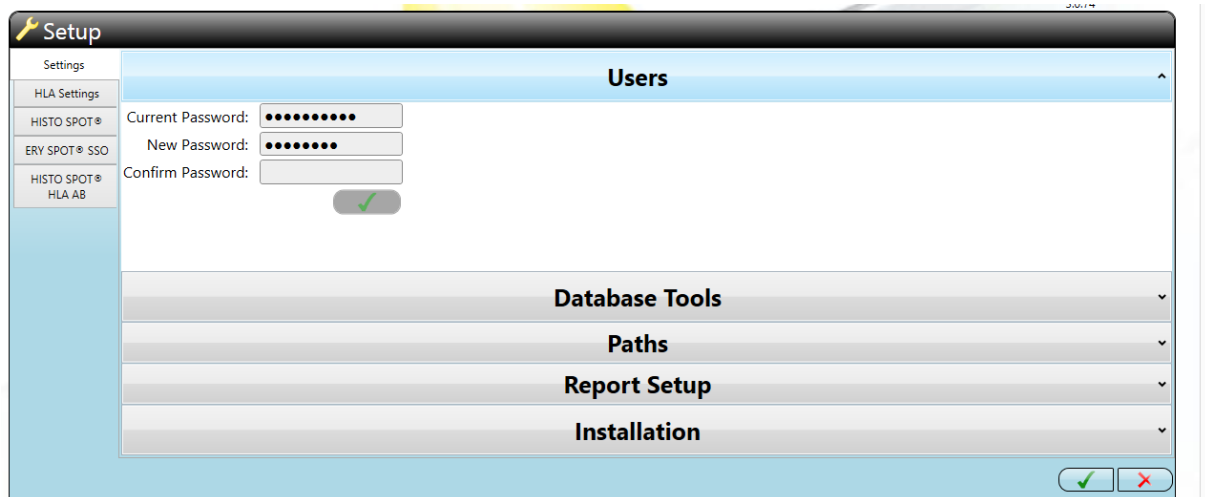 Setup
Settings
HLA Settings
HISTO SPOT®
ERY SPOT® SSO
HISTO SPOT®
HLA AB
Users
Current Password: ●●●●●●●●●●
New Password: ●●●●●●●●
Confirm Password:
Database Tools
Paths
Report Setup
Installation